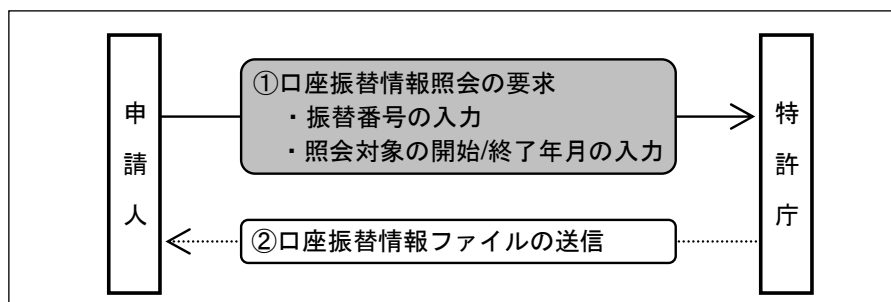 申請人
①口座振替情報照会の要求
・振替番号の入力
・照会対象の開始/終了年月の入力
②口座振替情報ファイルの送信
特許庁